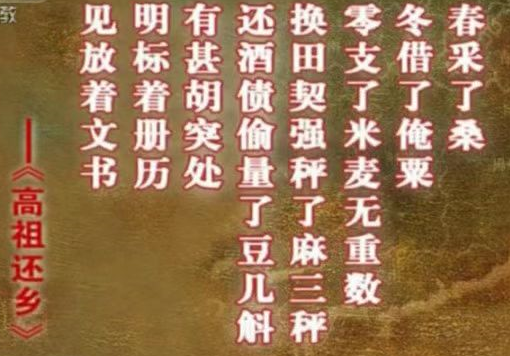 春采了桑
冬借了俺粟
零支了米麦无重数
换田契强秤了麻三秤
还酒债偷量了豆几斛
有甚胡突处
明标着册历
见放着文书
——《高祖还乡》
教